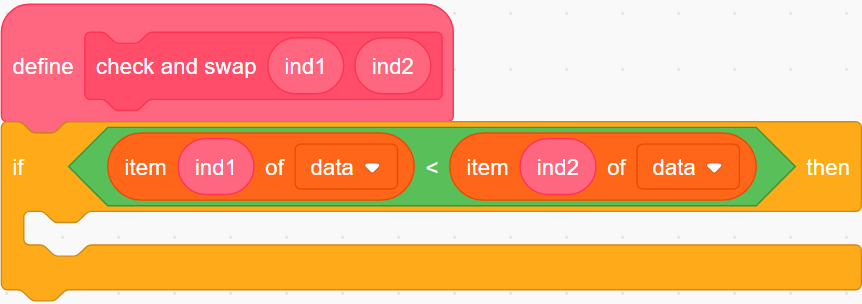 define check and swap ind1 ind2
if item ind1 of data < item ind2 of data then